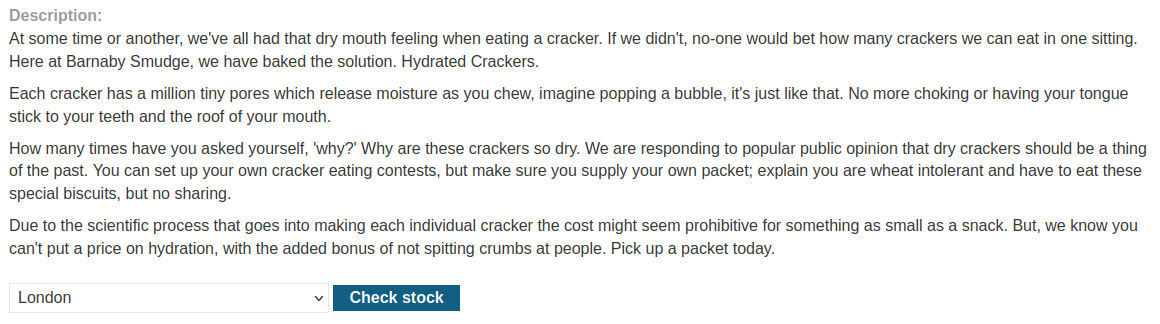 Description:
At some time or another, we've all had that dry mouth feeling when eating a cracker. If we didn't, no-one would bet how many crackers we can eat in one sitting.
Here at Barnaby Smudge, we have baked the solution. Hydrated Crackers.
Each cracker has a million tiny pores which release moisture as you chew, imagine popping a bubble, it's just like that. No more choking or having your tongue
stick to your teeth and the roof of your mouth.
How many times have you asked yourself, 'why?' Why are these crackers so dry. We are responding to popular public opinion that dry crackers should be a thing
of the past. You can set up your own cracker eating contests, but make sure you supply your own packet; explain you are wheat intolerant and have to eat these
special biscuits, but no sharing.
Due to the scientific process that goes into making each individual cracker the cost might seem prohibitive for something as small as a snack. But, we know you
can't put a price on hydration, with the added bonus of not spitting crumbs at people. Pick up a packet today.
London
Check stock